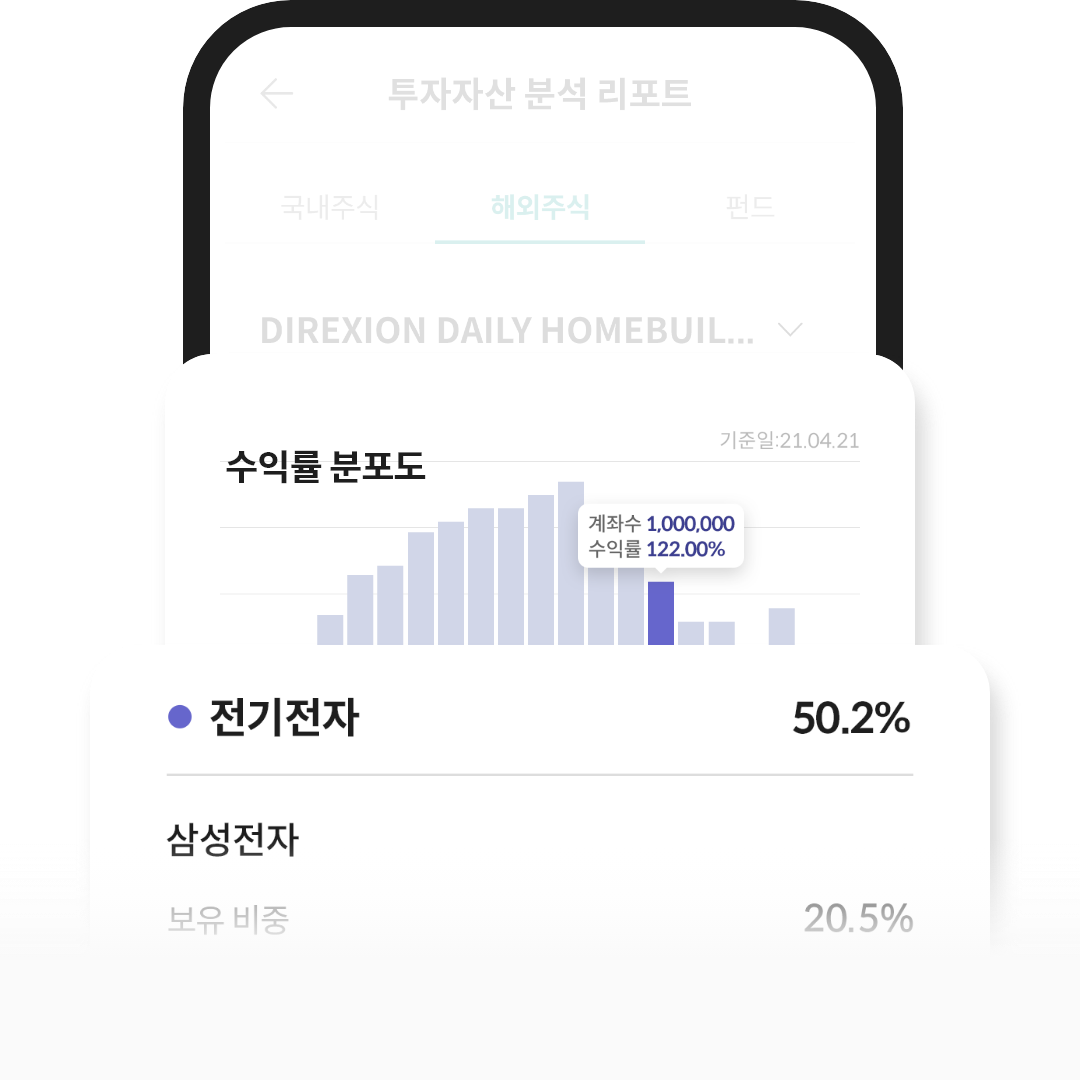 투자자산 분석 리포트
국내주식 해외주식 펀드
DIREXION DAILY HOMEBUIL...
기준일:21.04.21
수익률 분포도
계좌수 1,000,000
수익률 122.00%
전기전자 50.2%
삼성전자
보유 비중 20.5%